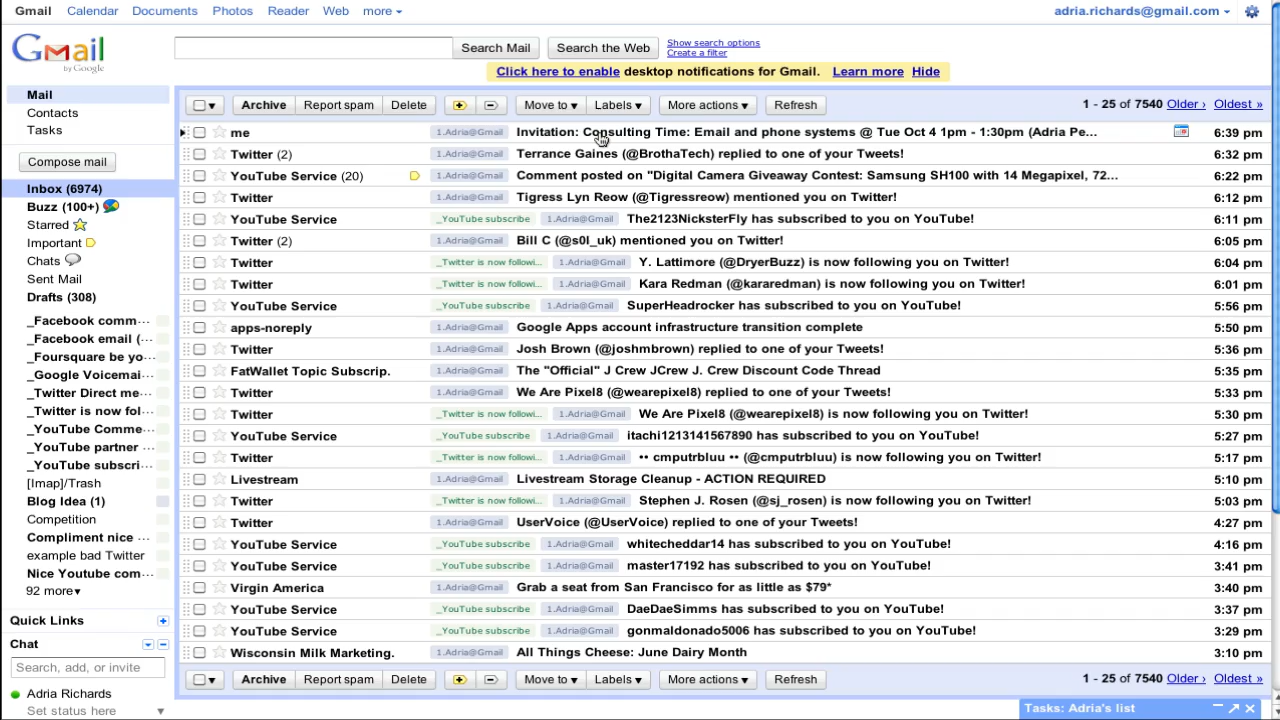 Gmail Calendar Documents Photos Reader Web more adria.richards@gmail.com
Gmail by Google
Search Mail Search the Web Show search options
Create a filter
Click here to enable desktop notifications for Gmail. Learn more Hide
Mail
Contacts
Tasks
Compose mail
Inbox (6974)
Buzz (100+)
Starred
Important
Chats
Sent Mail
Drafts (308)
_Facebook comm…
_Facebook email (…
_Foursquare be yo…
_Google Voicemai…
_Twitter Direct me…
_Twitter is now fol…
_YouTube Comme…
_YouTube partner …
_YouTube subscri…
[Imap]/Trash
Blog Idea (1)
Competition
Compliment nice …
example bad Twitter
Nice Youtube com…
92 more
Quick Links
Chat
Search, add, or invite
Adria Richards
Set status here
Archive Report spam Delete Move to Labels More actions Refresh 1 - 25 of 7540 Older › Oldest »
me 1.Adria@Gmail Invitation: Consulting Time: Email and phone systems @ Tue Oct 4 1pm - 1:30pm (Adria Pe... 6:39 pm
Twitter (2) 1.Adria@Gmail Terrance Gaines (@BrothaTech) replied to one of your Tweets! 6:32 pm
YouTube Service (20) 1.Adria@Gmail Comment posted on "Digital Camera Giveaway Contest: Samsung SH100 with 14 Megapixel, 72... 6:22 pm
Twitter 1.Adria@Gmail Tigress Lyn Reow (@Tigressreow) mentioned you on Twitter! 6:12 pm
YouTube Service _YouTube subscribe 1.Adria@Gmail The2123NicksterFly has subscribed to you on YouTube! 6:11 pm
Twitter (2) 1.Adria@Gmail Bill C (@s0l_uk) mentioned you on Twitter! 6:05 pm
Twitter _Twitter is now followi... 1.Adria@Gmail Y. Lattimore (@DryerBuzz) is now following you on Twitter! 6:04 pm
Twitter _Twitter is now followi... 1.Adria@Gmail Kara Redman (@kararedman) is now following you on Twitter! 6:01 pm
YouTube Service _YouTube subscribe 1.Adria@Gmail SuperHeadrocker has subscribed to you on YouTube! 5:56 pm
apps-noreply 1.Adria@Gmail Google Apps account infrastructure transition complete 5:50 pm
Twitter 1.Adria@Gmail Josh Brown (@joshmbrown) replied to one of your Tweets! 5:36 pm
FatWallet Topic Subscrip. 1.Adria@Gmail The "Official" J Crew JCrew J. Crew Discount Code Thread 5:35 pm
Twitter 1.Adria@Gmail We Are Pixel8 (@wearepixel8) replied to one of your Tweets! 5:33 pm
Twitter _Twitter is now followi... 1.Adria@Gmail We Are Pixel8 (@wearepixel8) is now following you on Twitter! 5:30 pm
YouTube Service _YouTube subscribe 1.Adria@Gmail itachi1213141567890 has subscribed to you on YouTube! 5:27 pm
Twitter _Twitter is now followi... 1.Adria@Gmail •• cmputrbluu •• (@cmputrbluu) is now following you on Twitter! 5:17 pm
Livestream 1.Adria@Gmail Livestream Storage Cleanup - ACTION REQUIRED 5:10 pm
Twitter _Twitter is now followi... 1.Adria@Gmail Stephen J. Rosen (@sj_rosen) is now following you on Twitter! 5:03 pm
Twitter 1.Adria@Gmail UserVoice (@UserVoice) replied to one of your Tweets! 4:27 pm
YouTube Service _YouTube subscribe 1.Adria@Gmail whitecheddar14 has subscribed to you on YouTube! 4:16 pm
YouTube Service _YouTube subscribe 1.Adria@Gmail master17192 has subscribed to you on YouTube! 3:41 pm
Virgin America 1.Adria@Gmail Grab a seat from San Francisco for as little as $79* 3:40 pm
YouTube Service _YouTube subscribe 1.Adria@Gmail DaeDaeSimms has subscribed to you on YouTube! 3:37 pm
YouTube Service _YouTube subscribe 1.Adria@Gmail gonmaldonado5006 has subscribed to you on YouTube! 3:29 pm
Wisconsin Milk Marketing. 1.Adria@Gmail All Things Cheese: June Dairy Month 3:10 pm
Archive Report spam Delete Move to Labels More actions Refresh 1 - 25 of 7540 Older › Oldest »
Tasks: Adria's list